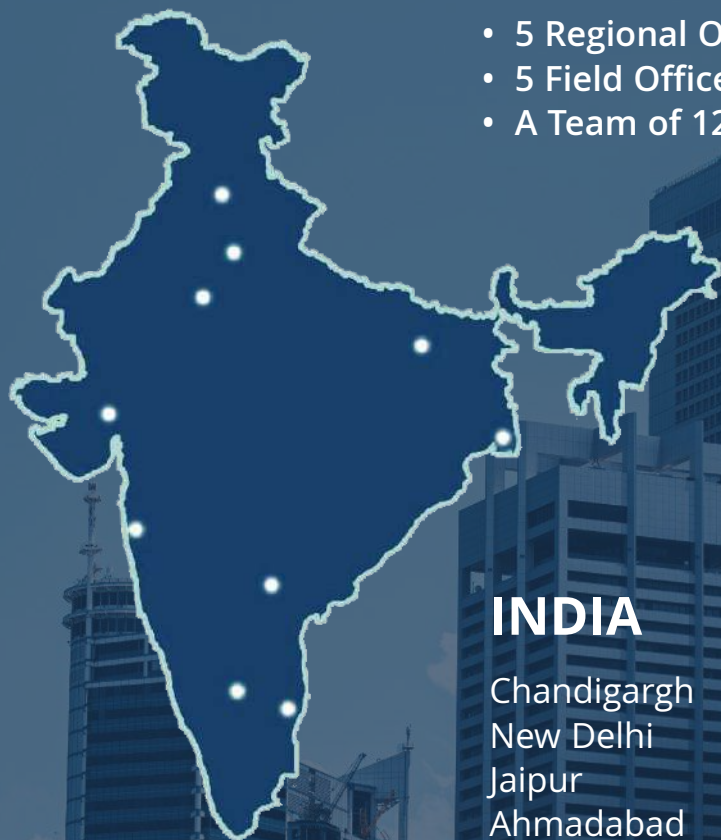 • 5 Regional O
• 5 Field Office
• A Team of 12
INDIA
Chandigargh
New Delhi
Jaipur
Ahmadabad